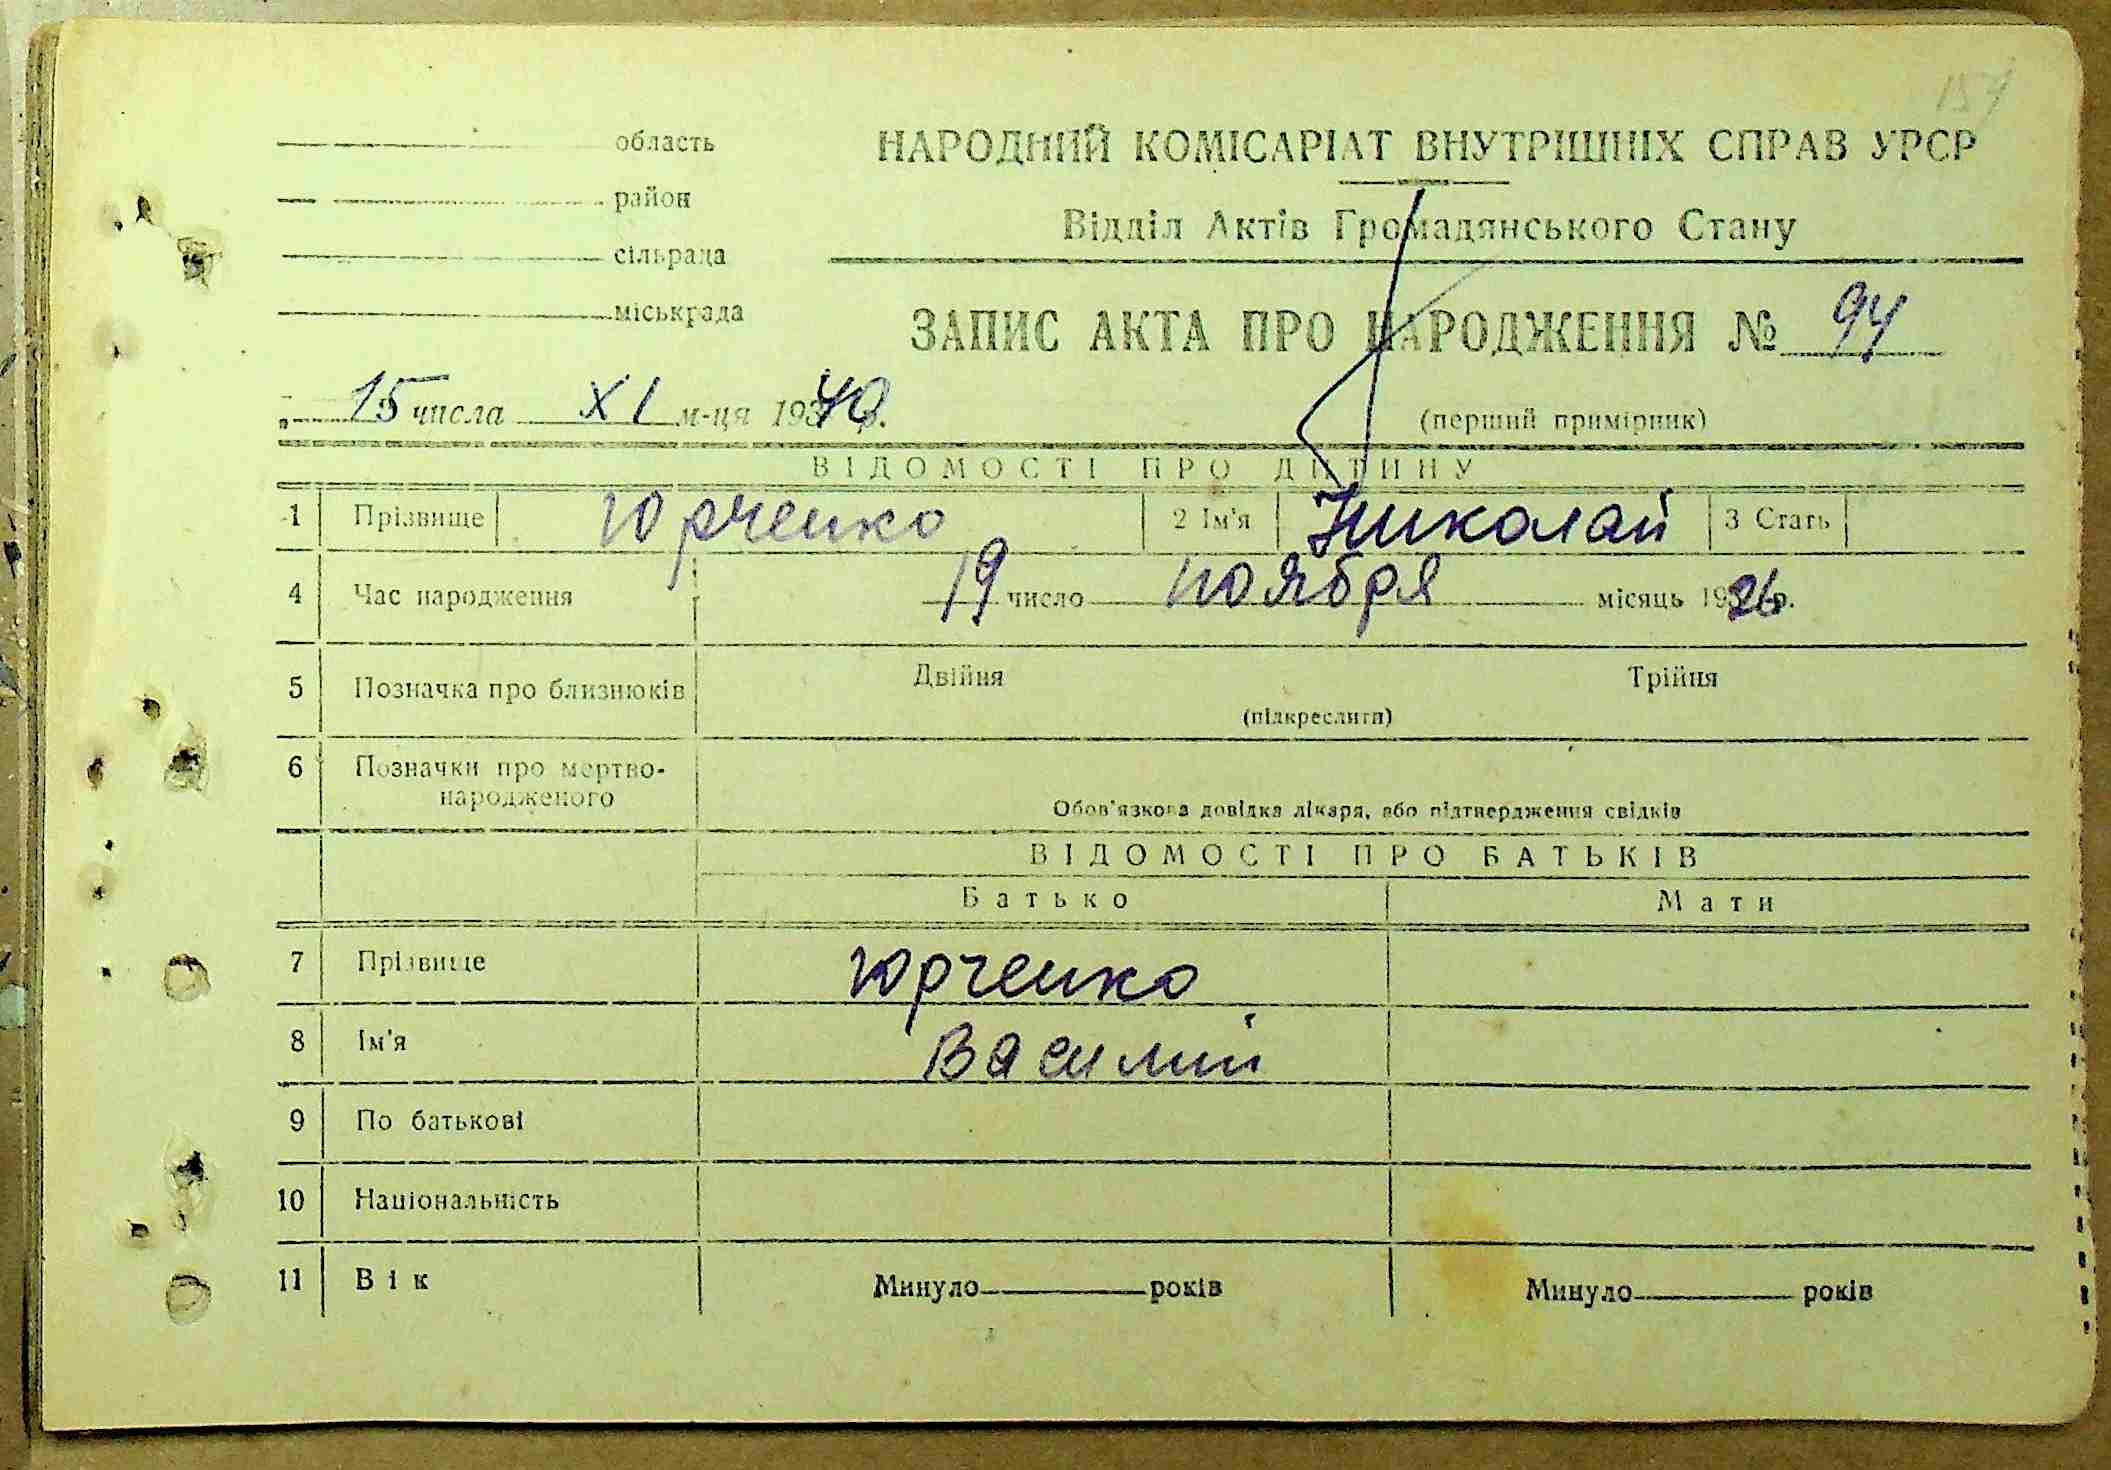 154
область НАРОДНИЙ КОМІСАРІАТ ВНУТРІШНІХ СПРАВ УРСР
район
Відділ Актів Громадянського Стану
сільрада
міськрада
ЗАПИС АКТА ПРО НАРОДЖЕННЯ № 94
„ 15 числа XI м-ця 1940 р.
(перший примірник)
ВІДОМОСТІ ПРО ДИТИНУ
1 Прізвище Юрченко 2 Ім'я Николай 3 Стать
4 Час народження 19 число ноября місяць 1926 р.
5 Позначка про близнюків Двійня Трійня
(підкреслити)
6 Позначки про мертво-
народженого
Обов'язкова довідка лікаря, або підтвердження свідків
ВІДОМОСТІ ПРО БАТЬКІВ
Батько Мати
7 Прізвище Юрченко
8 Ім'я Василий
9 По батькові
10 Національність
11 Вік Минуло років Минуло років